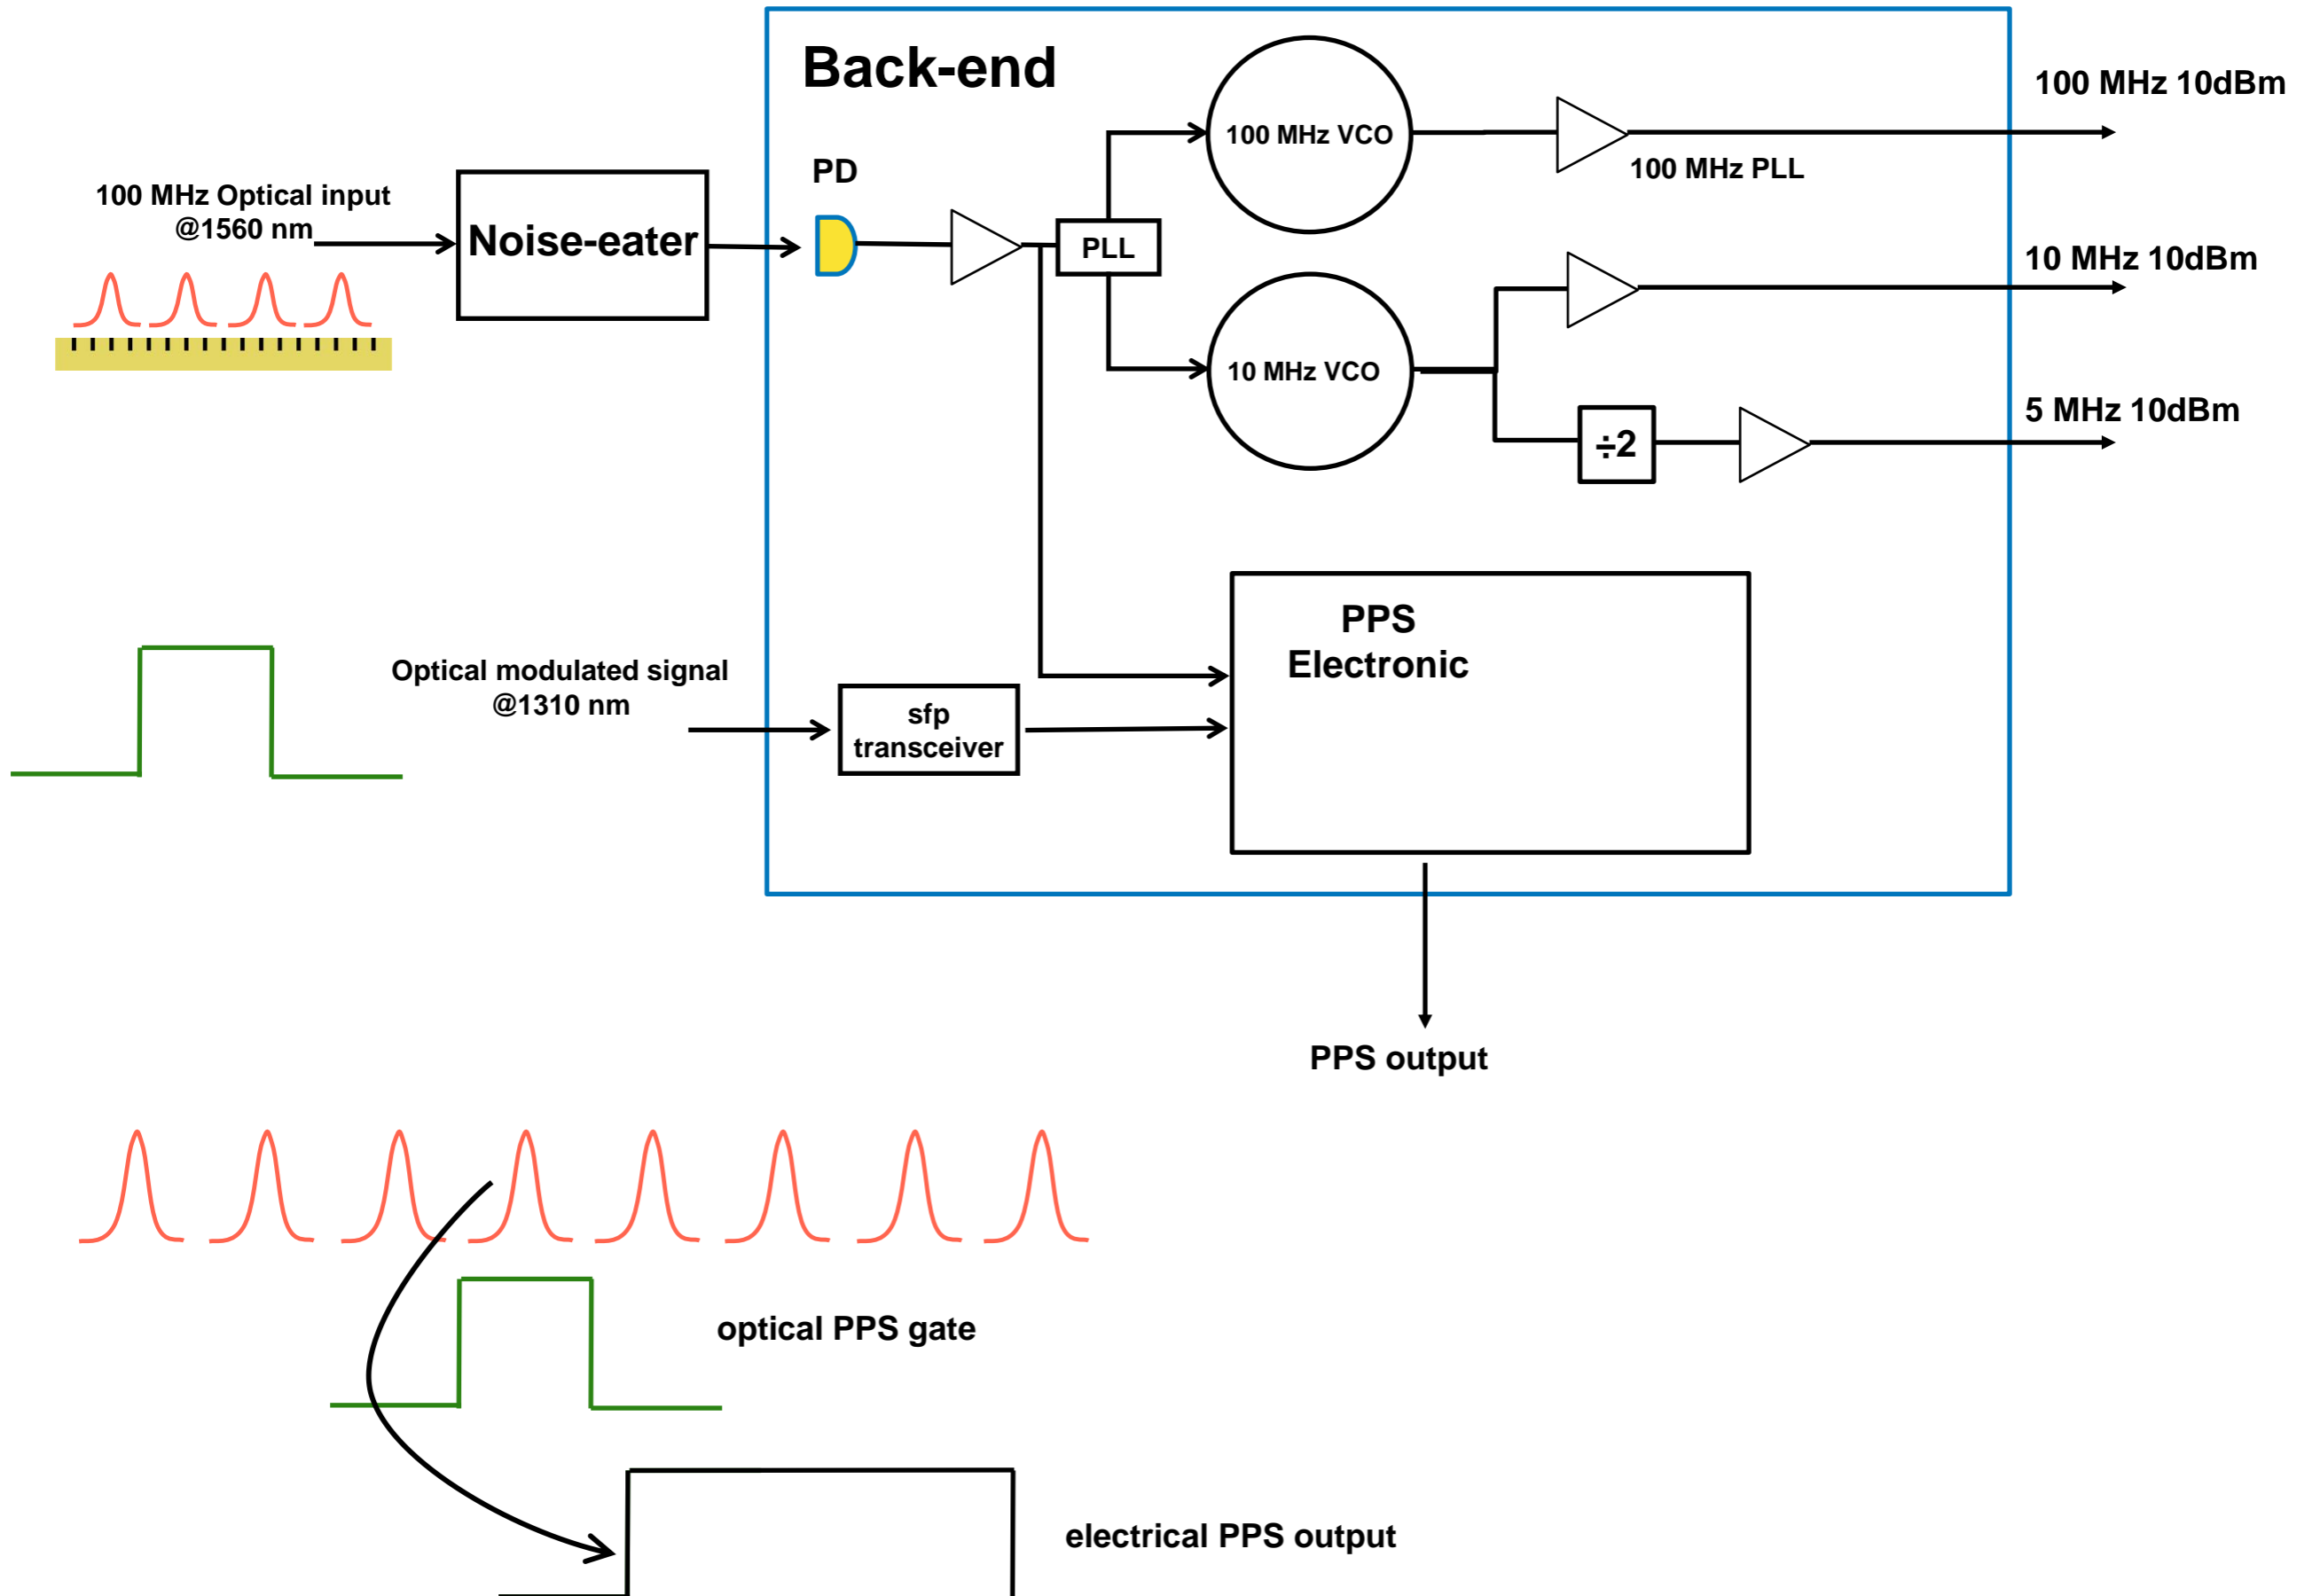 Back-end
100 MHz 10dBm
100 MHz VCO
100 MHz PLL
PD
100 MHz Optical input
@1560 nm
Noise-eater
PLL
10 MHz 10dBm
10 MHz VCO
5 MHz 10dBm
÷2
PPS
Electronic
Optical modulated signal
@1310 nm
sfp
transceiver
PPS output
optical PPS gate
electrical PPS output